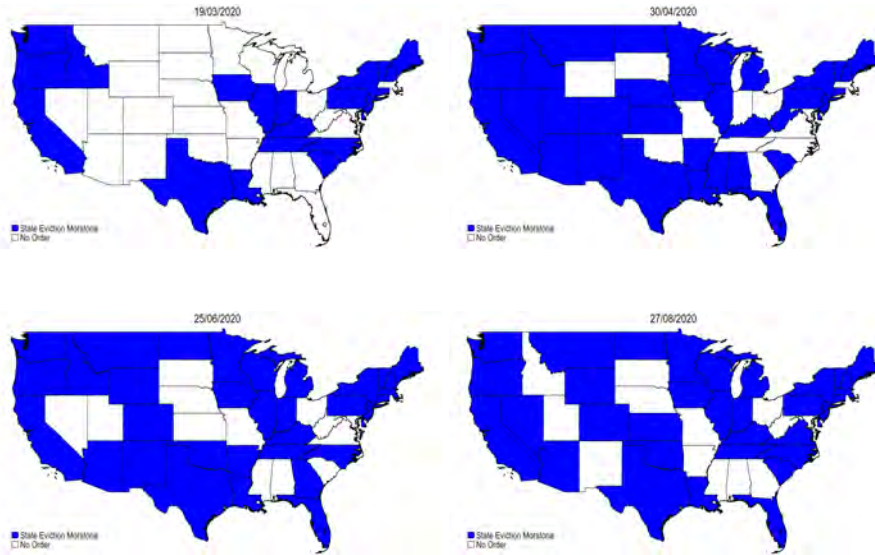 19/03/2020
30/04/2020
State Eviction Moratoria
No Order
State Eviction Moratoria
No Order
25/06/2020
27/08/2020
State Eviction Moratoria
No Order
State Eviction Moratoria
No Order